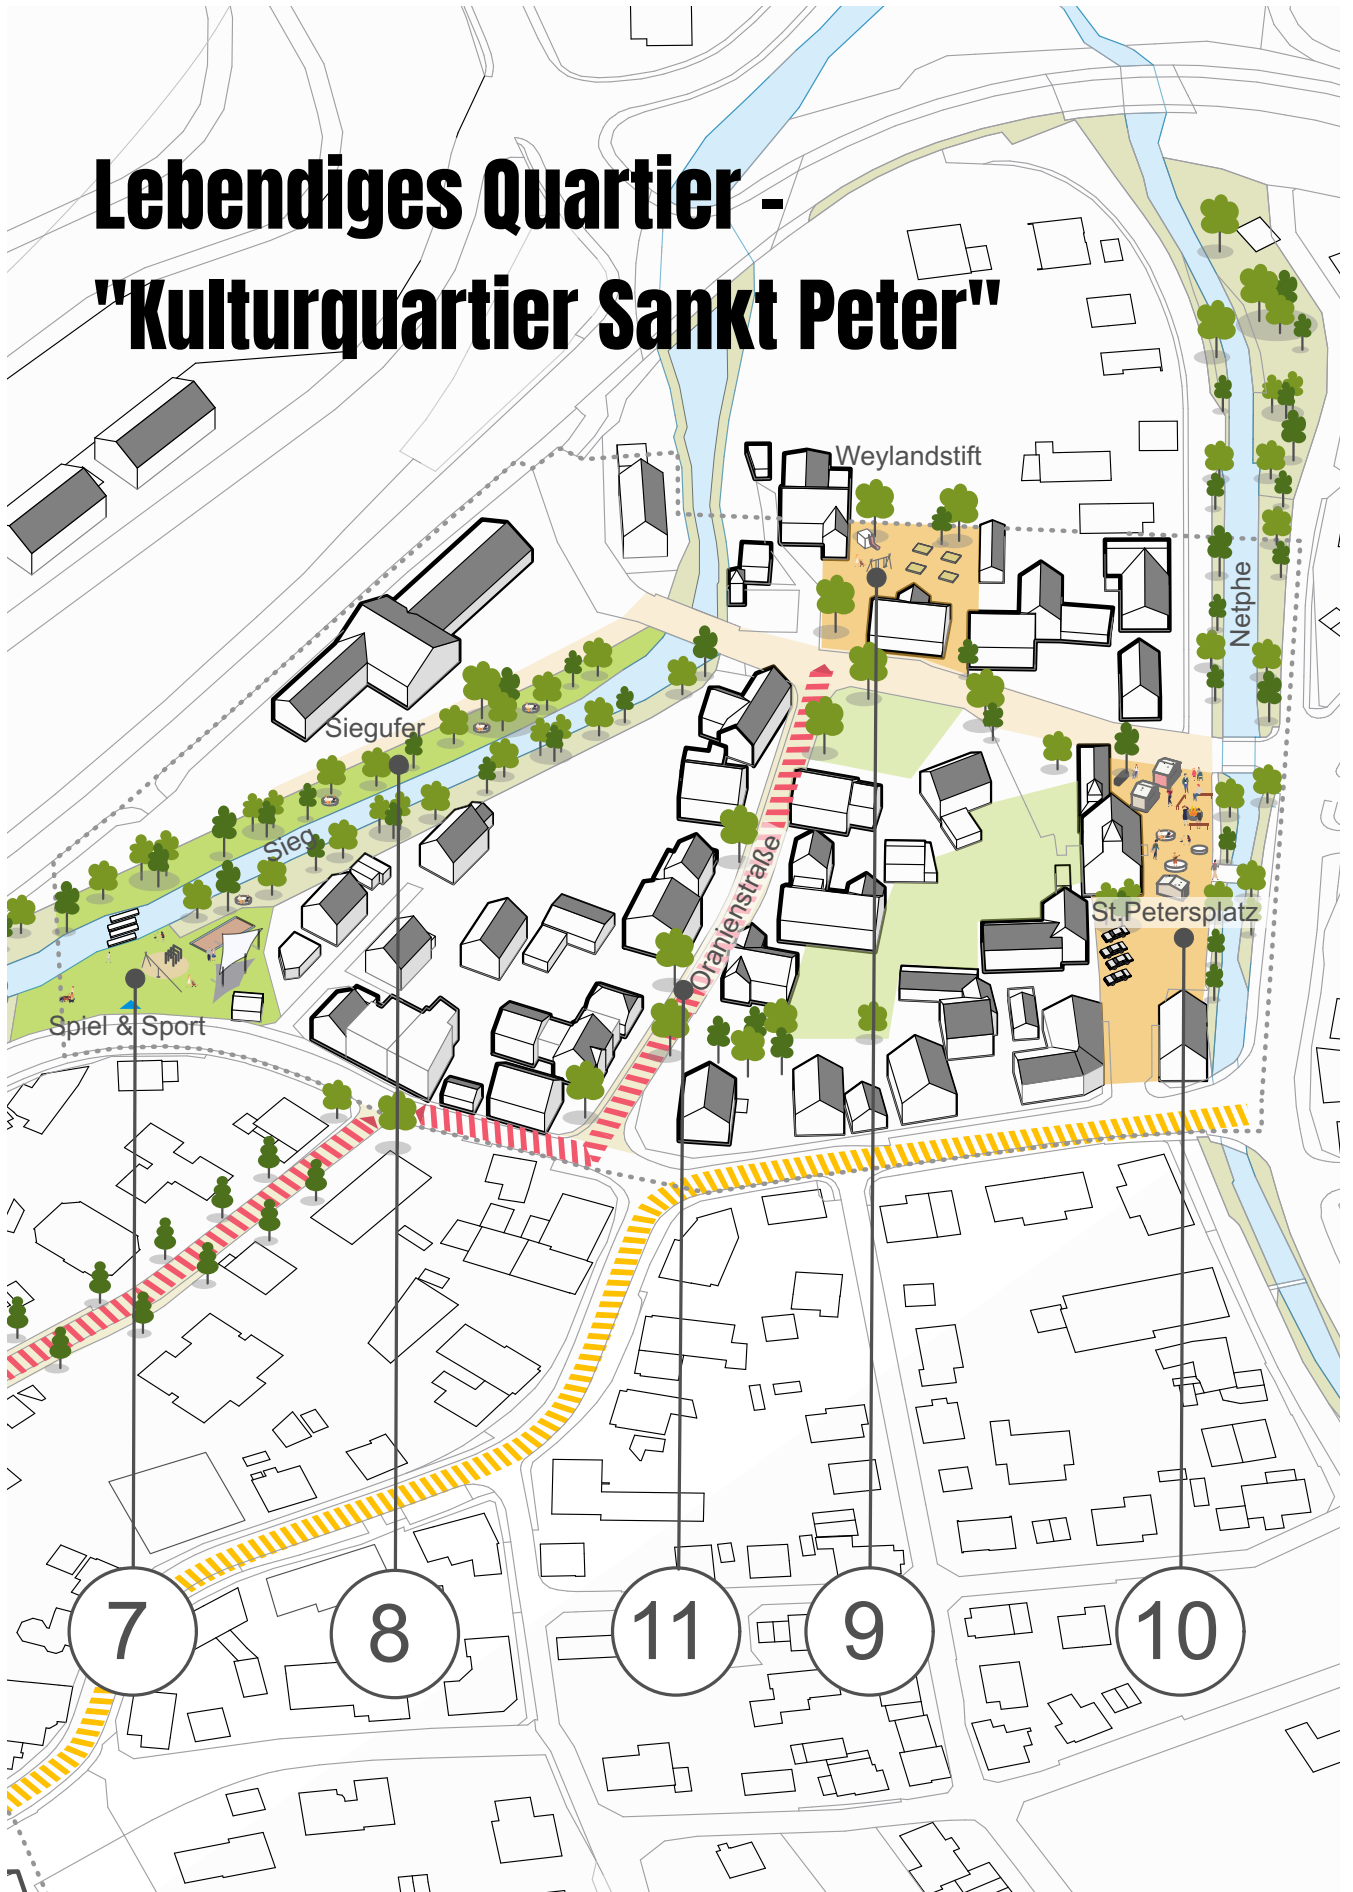 Lebendiges Quartier -
"Kulturquartier Sankt Peter"
Weylandstift
Netphe
Siegufer
Sieg
Oranienstraße
St.Petersplatz
Spiel & Sport
7
8
11
9
10